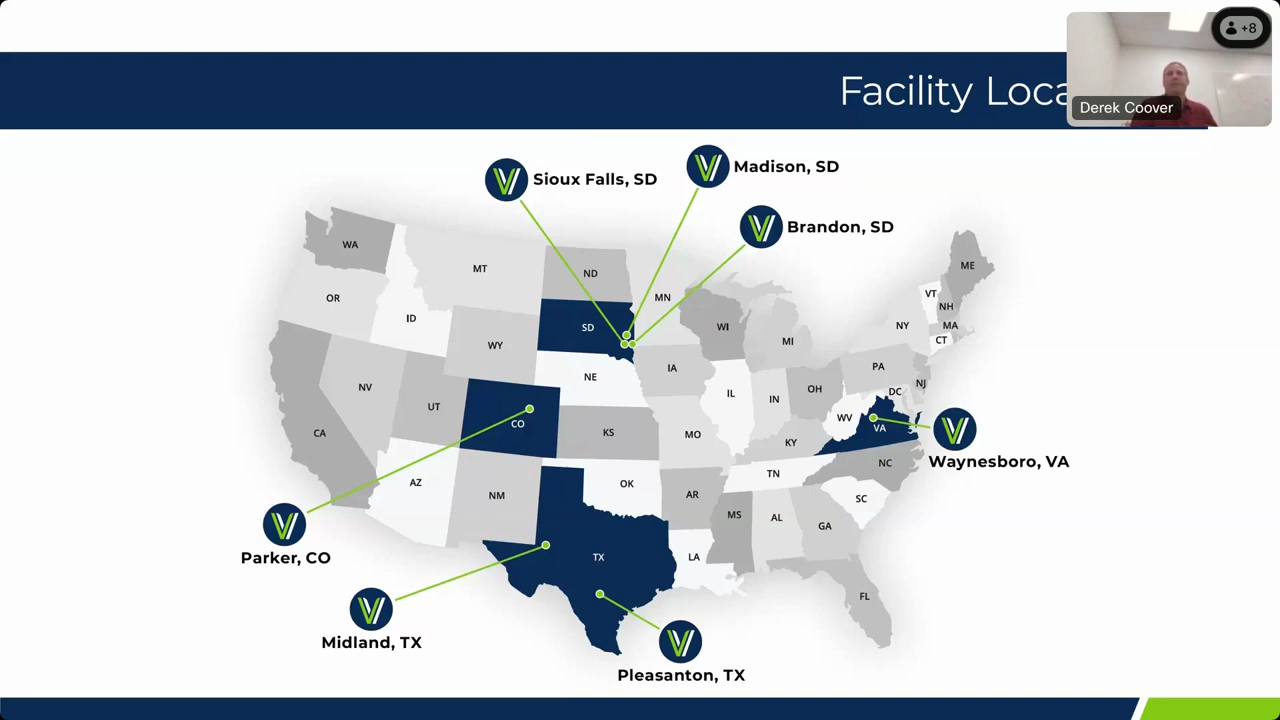 +8
Derek Coover
Facility Loca
Sioux Falls, SD
Madison, SD
Brandon, SD
WA
MT
ND
MN
ME
OR
ID
SD
WI
VT
NH
WY
MI
NY
MA
CT
IA
NE
PA
NV
UT
IL
IN
OH
NJ
DC
CO
WV
VA
CA
KS
MO
KY
Waynesboro, VA
NC
AZ
NM
OK
TN
AR
SC
MS
AL
GA
Parker, CO
TX
LA
FL
Midland, TX
Pleasanton, TX